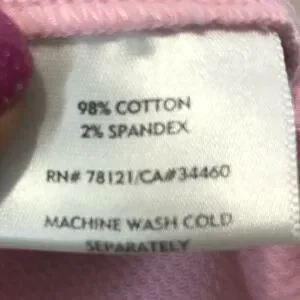 98% COTTON
2% SPANDEX
RN# 78121/CA#34460
MACHINE WASH COLD
SEPARATELY